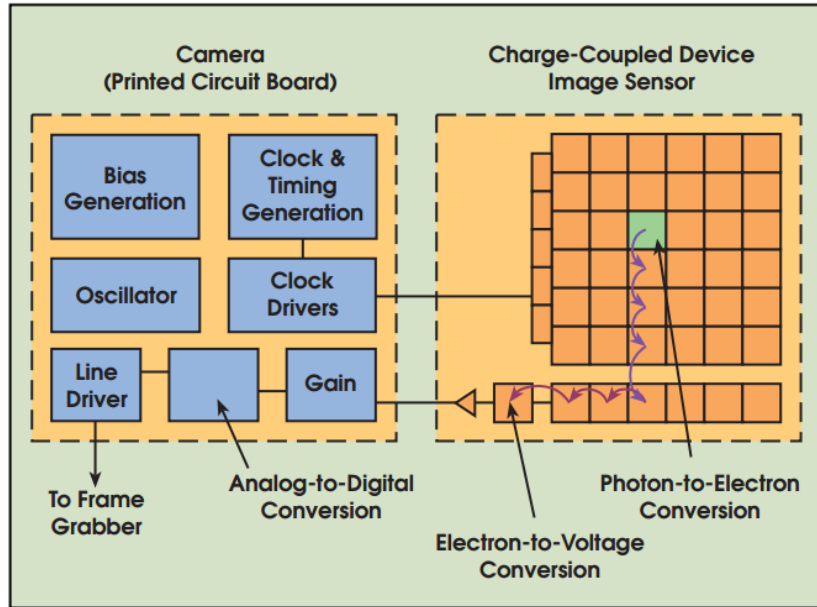 Camera
(Printed Circuit Board)
Charge-Coupled Device
Image Sensor
Bias
Generation
Clock &
Timing
Generation
Oscillator
Clock
Drivers
Line
Driver
Gain
To Frame
Grabber
Analog-to-Digital
Conversion
Electron-to-Voltage
Conversion
Photon-to-Electron
Conversion